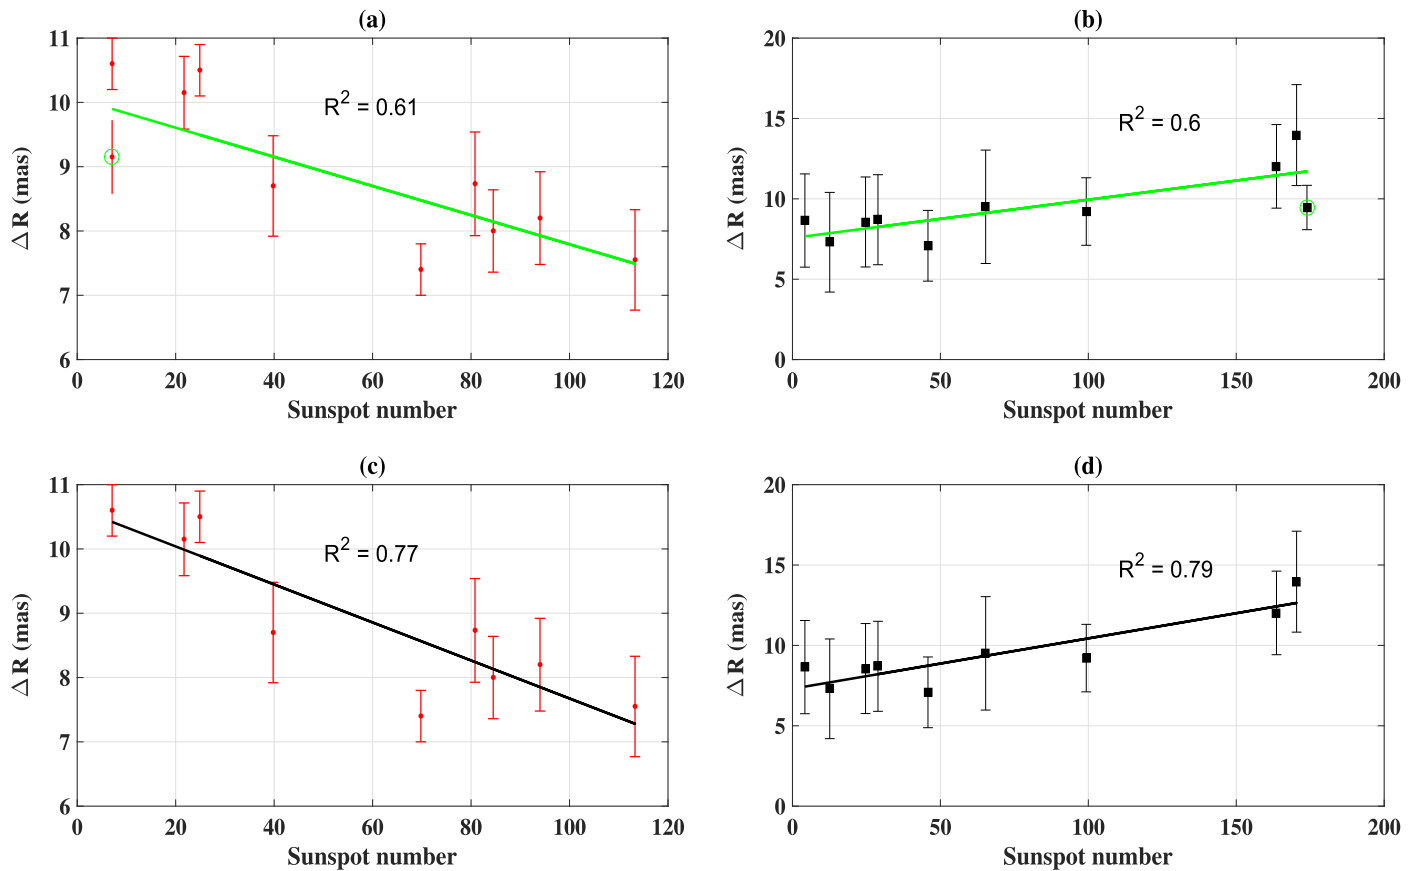 (a)
11
10
9
8
7
6
ΔR (mas)
R² = 0.61
0 20 40 60 80 100 120
Sunspot number
(b)
20
15
10
5
0
ΔR (mas)
R² = 0.6
0 50 100 150 200
Sunspot number
(c)
11
10
9
8
7
6
ΔR (mas)
R² = 0.77
0 20 40 60 80 100 120
Sunspot number
(d)
20
15
10
5
0
ΔR (mas)
R² = 0.79
0 50 100 150 200
Sunspot number